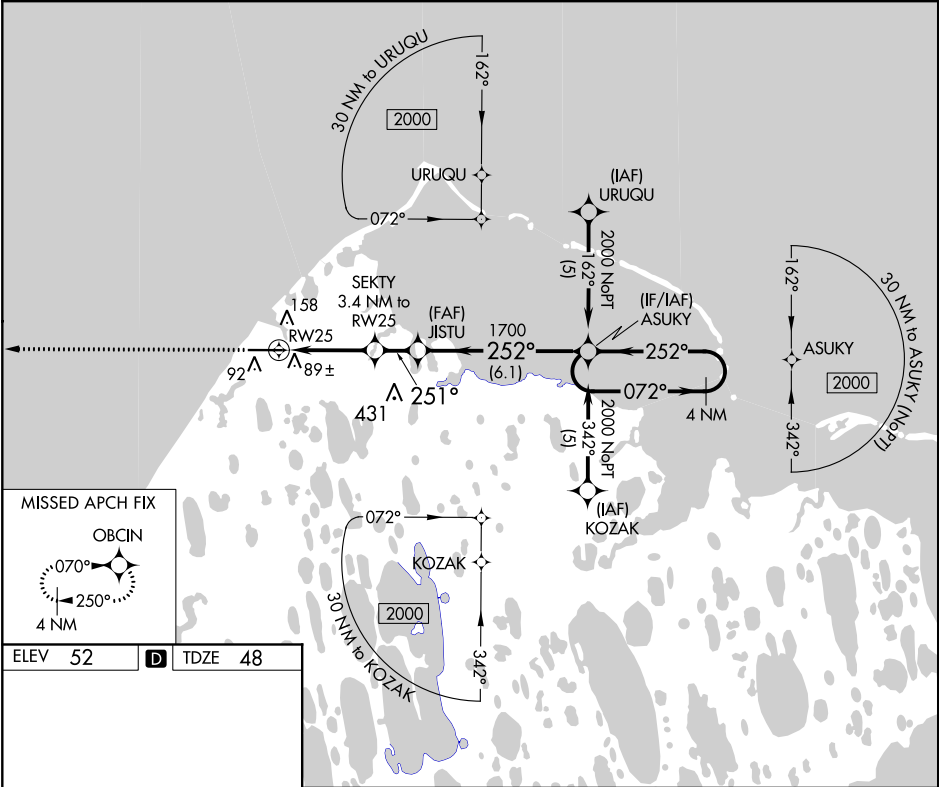 30 NM to URUQU
162°
2000
URUQU
072°
(IAF)
URUQU
2000 NoPT
162°
(5)
158
SEKTY
3.4 NM to
RW25
RW25
(FAF)
JISTU
1700
252°
(6.1)
(IF/IAF)
ASUKY
252°
072°
4 NM
92
89±
431
251°
2000 NoPT
342°
(5)
(IAF)
KOZAK
162°
30 NM to ASUKY (NoPT)
ASUKY
2000
342°
MISSED APCH FIX
OBCIN
070°
250°
4 NM
072°
KOZAK
2000
30 NM to KOZAK
342°
ELEV 52 D TDZE 48